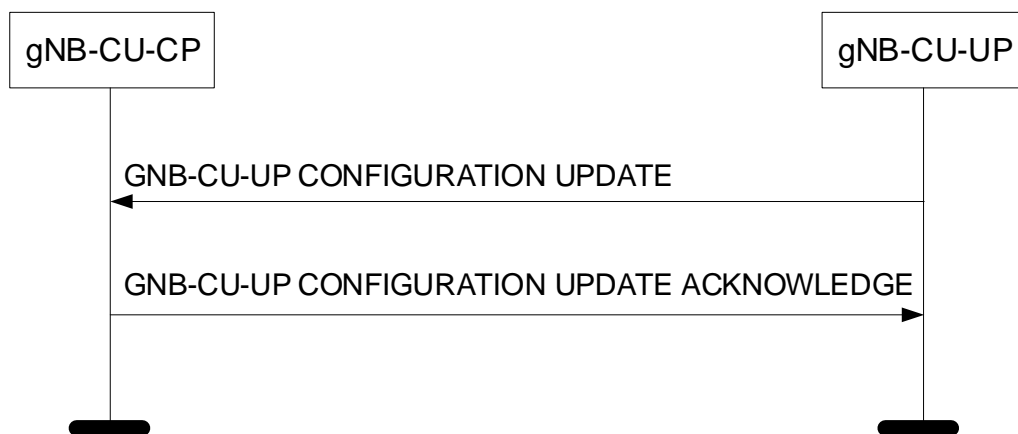 gNB-CU-CP
gNB-CU-UP
GNB-CU-UP CONFIGURATION UPDATE
GNB-CU-UP CONFIGURATION UPDATE ACKNOWLEDGE